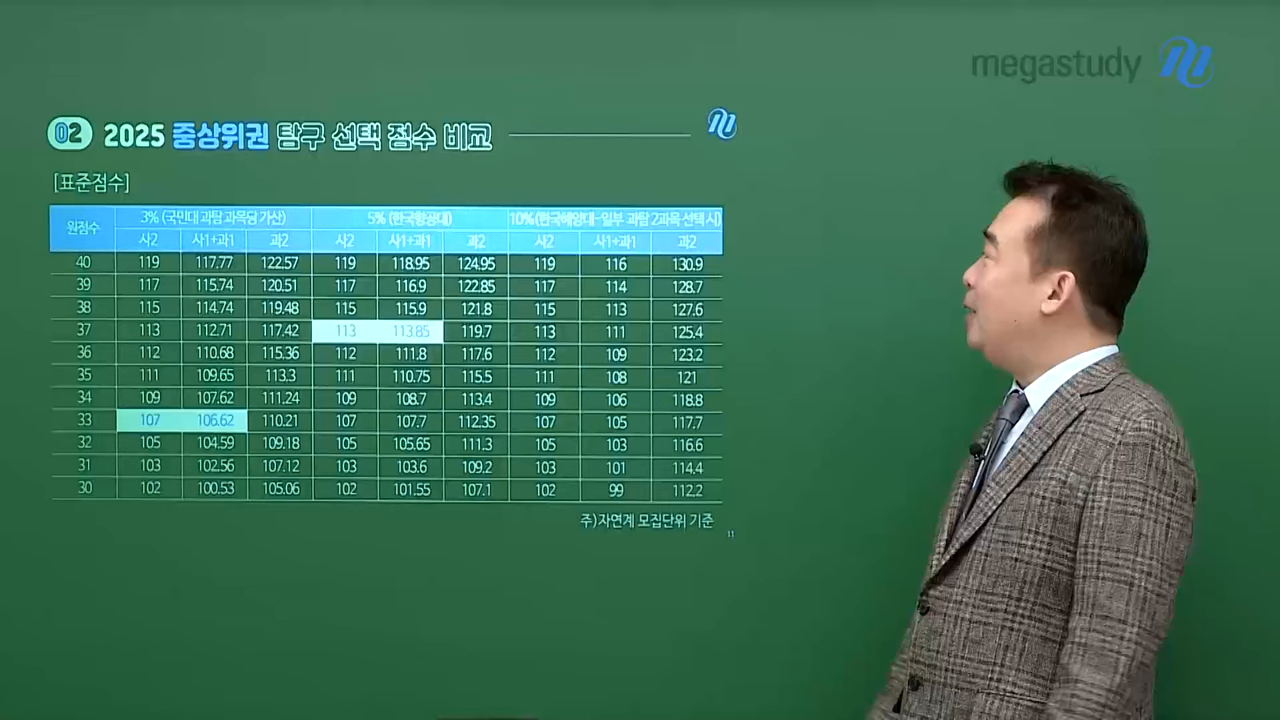 megastudy
02 2025 중상위권 탐구 선택 점수 비교
[표준점수]
원점수 3% (국민대 과탐 과목당 가산) 5% (한국항공대) 10%(한국해양대-일부 과탐 2과목 선택 시)
사2 사1+과1 과2 사2 사1+과1 과2 사2 사1+과1 과2
40 119 117.77 122.57 119 118.95 124.95 119 116 130.9
39 117 115.74 120.51 117 116.9 122.85 117 114 128.7
38 115 114.74 119.48 115 115.9 121.8 115 113 127.6
37 113 112.71 117.42 113 113.85 119.7 113 111 125.4
36 112 110.68 115.36 112 111.8 117.6 112 109 123.2
35 111 109.65 113.3 111 110.75 115.5 111 108 121
34 109 107.62 111.24 109 108.7 113.4 109 106 118.8
33 107 106.62 110.21 107 107.7 112.35 107 105 117.7
32 105 104.59 109.18 105 105.65 111.3 105 103 116.6
31 103 102.56 107.12 103 103.6 109.2 103 101 114.4
30 102 100.53 105.06 102 101.55 107.1 102 99 112.2
주)자연계 모집단위 기준
11